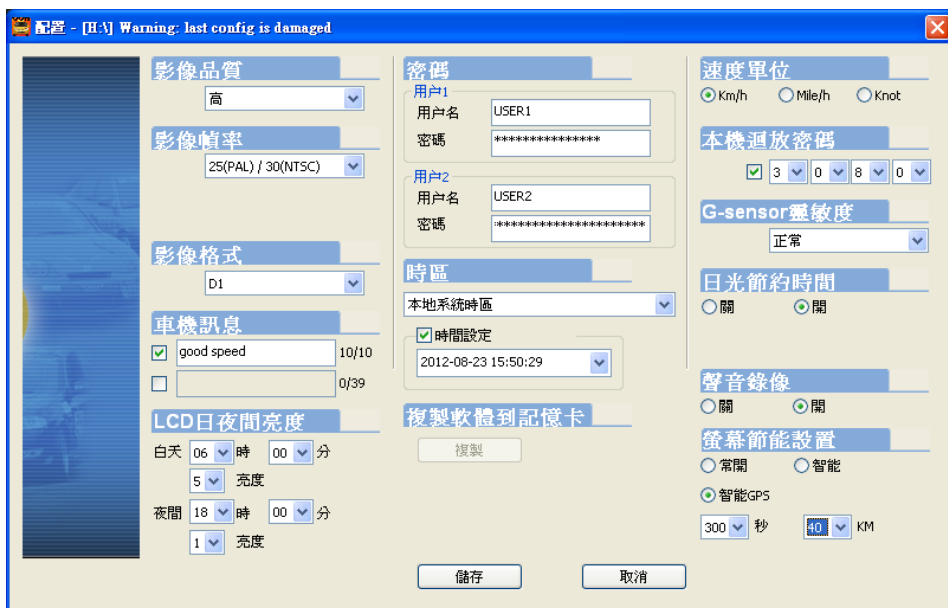 配置 - [H:\] Warning: last config is damaged
影像品質
高
影像幀率
25(PAL) / 30(NTSC)
影像格式
D1
車機訊息
good speed 10/10
0/39
LCD日夜間亮度
白天 06 時 00 分
5 亮度
夜間 18 時 00 分
1 亮度
密碼
用户1
用户名 USER1
密碼 ***************
用户2
用户名 USER2
密碼 **********************
時區
本地系統時區
時間設定
2012-08-23 15:50:29
複製軟體到記憶卡
複製
速度單位
Km/h Mile/h Knot
本機迴放密碼
3 0 8 0
G-sensor靈敏度
正常
日光節約時間
關 開
聲音錄像
關 開
螢幕節能設置
常開 智能
智能GPS
300 秒 40 KM
儲存 取消